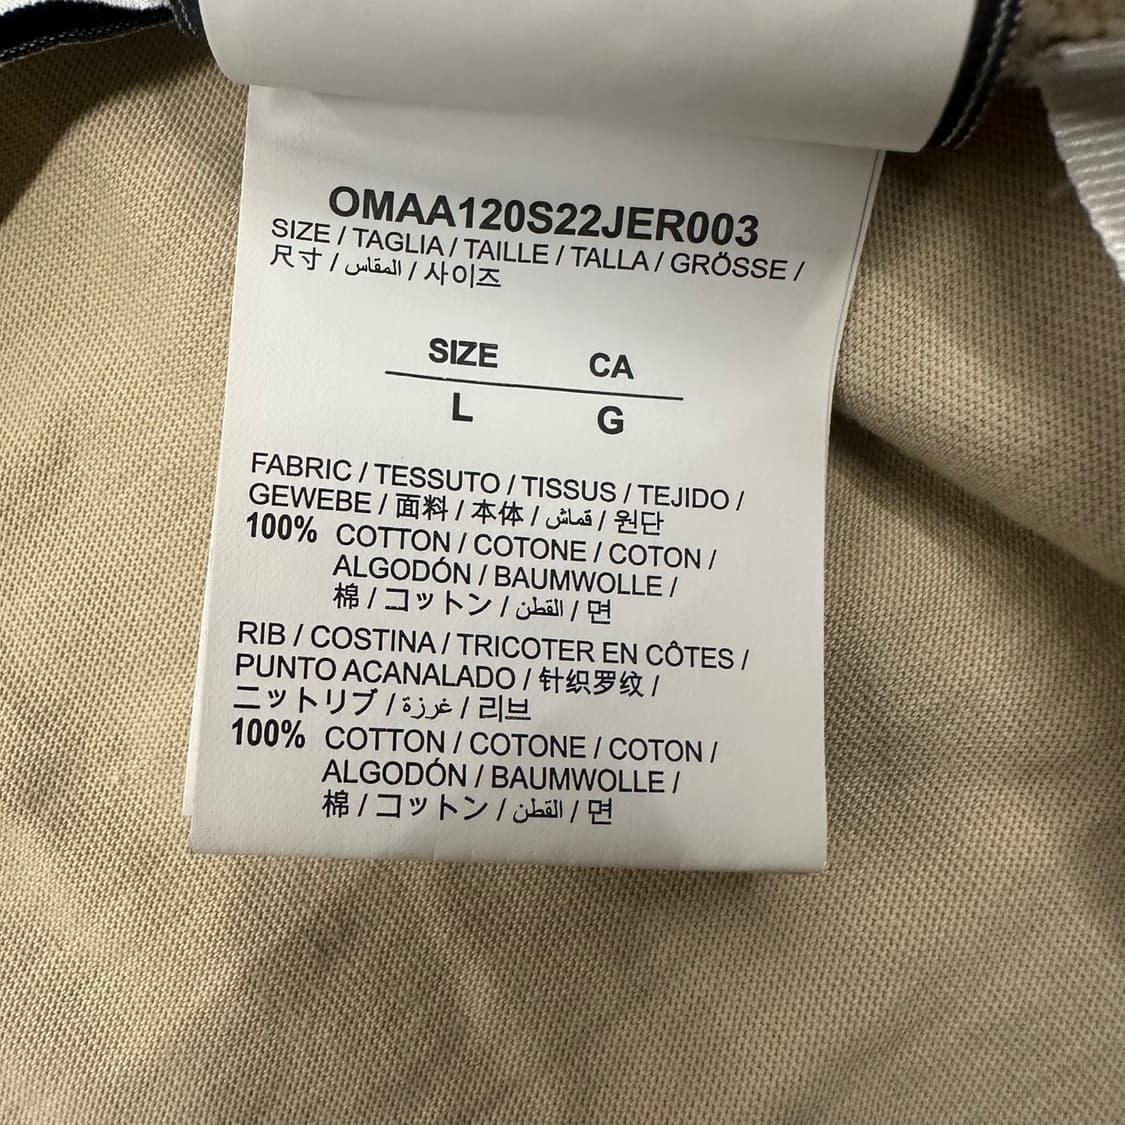 OMAA120S22JER003
SIZE / TAGLIA / TAILLE / TALLA / GRÖSSE /
尺寸 / المقاس / 사이즈
SIZE CA
L G
FABRIC / TESSUTO / TISSUS / TEJIDO /
GEWEBE / 面料 / 本体 / قماش / 원단
100% COTTON / COTONE / COTON /
ALGODÓN / BAUMWOLLE /
棉 / コットン / القطن / 면
RIB / COSTINA / TRICOTER EN CÔTES /
PUNTO ACANALADO / 针织罗纹 /
ニットリブ / غرزة / 리브
100% COTTON / COTONE / COTON /
ALGODÓN / BAUMWOLLE /
棉 / コットン / القطن / 면